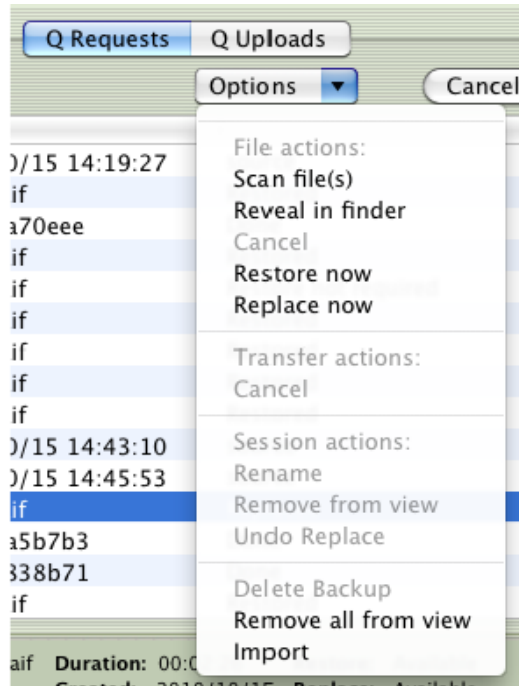 Q Requests Q Uploads
Options Cancel
File actions:
0/15 14:19:27
Scan file(s)
if
Reveal in finder
a70eee
Cancel
if
Restore now
if
Replace now
if
if
Transfer actions:
if
Cancel
if
0/15 14:43:10
Session actions:
0/15 14:45:53
Rename
if
Remove from view
a5b7b3
Undo Replace
838b71
Delete Backup
if
Remove all from view
Import
aif Duration: 00:0